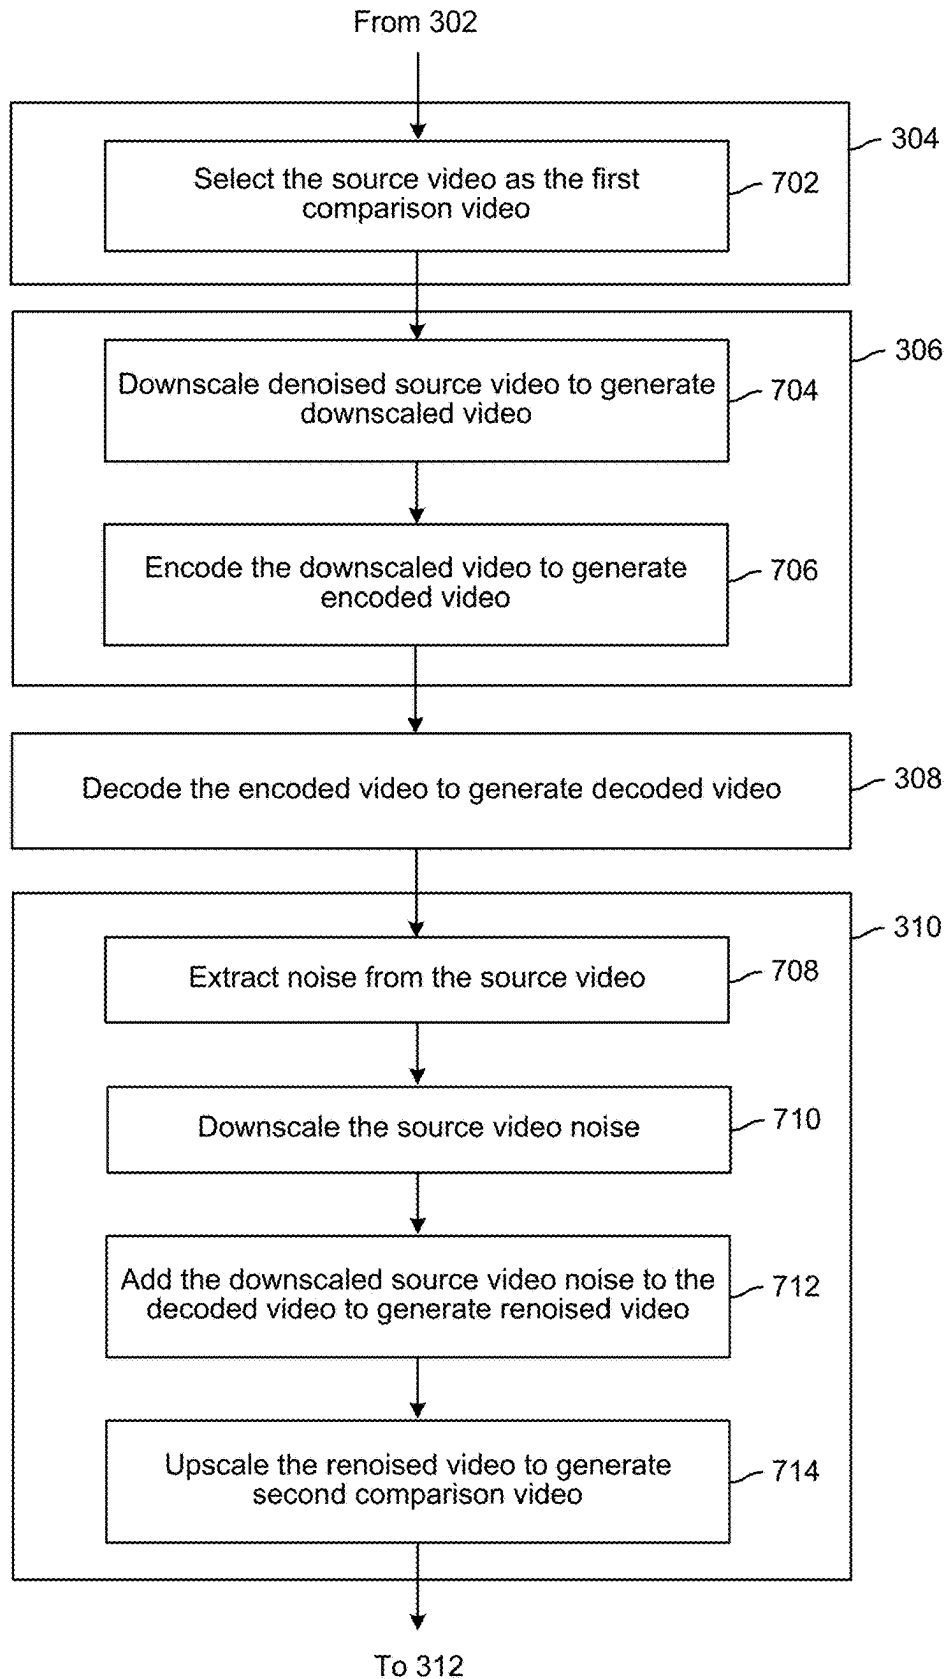 From 302
304
Select the source video as the first
comparison video
702
306
Downscale denoised source video to generate
downscaled video
704
Encode the downscaled video to generate
encoded video
706
Decode the encoded video to generate decoded video
308
310
Extract noise from the source video
708
Downscale the source video noise
710
Add the downscaled source video noise to the
decoded video to generate renoised video
712
Upscale the renoised video to generate
second comparison video
714
To 312